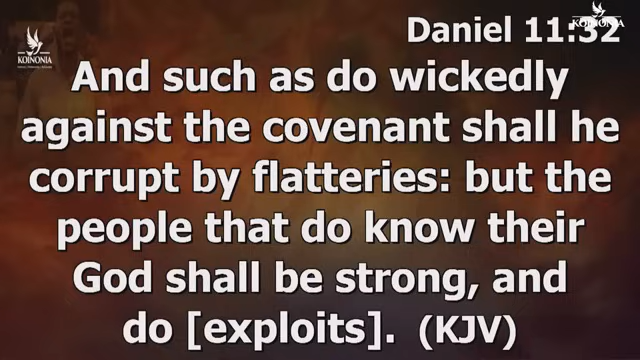 KOINONIA
KOINONIA
Daniel 11:32
And such as do wickedly
against the covenant shall he
corrupt by flatteries: but the
people that do know their
God shall be strong, and
do [exploits]. (KJV)